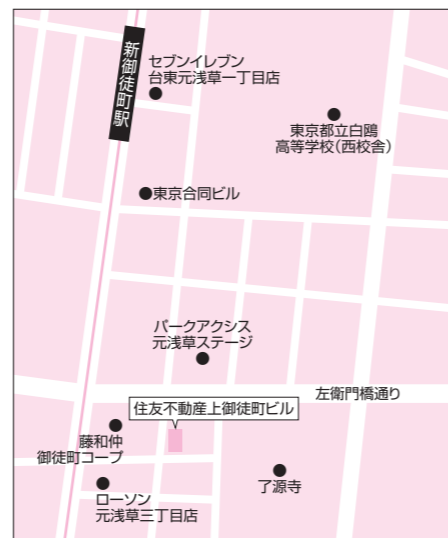 新御徒町駅
セブンイレブン
台東元浅草一丁目店
東京都立白鴎
高等学校(西校舎)
東京合同ビル
パークアクシス
元浅草ステージ
左衛門橋通り
住友不動産上御徒町ビル
藤和仲
御徒町コープ
了源寺
ローソン
元浅草三丁目店